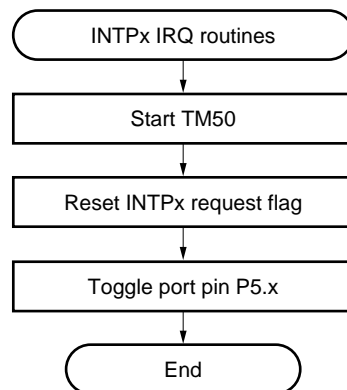 INTPx IRQ routines
Start TM50
Reset INTPx request flag
Toggle port pin P5.x
End